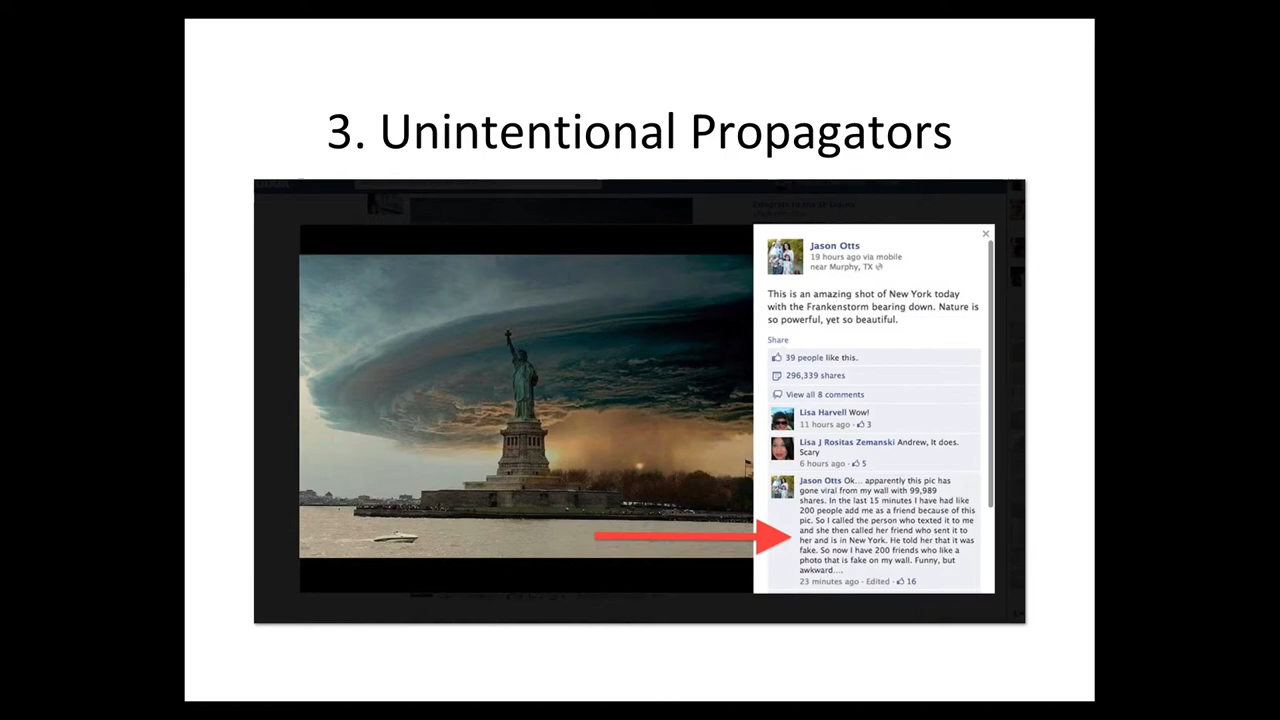 3. Unintentional Propagators
Jason Otts
19 hours ago via mobile
near Murphy, TX
This is an amazing shot of New York today
with the Frankenstorm bearing down. Nature is
so powerful, yet so beautiful.
Share
39 people like this.
296,339 shares
View all 8 comments
Lisa Harvell Wow!
11 hours ago · 3
Lisa J Rositas Zemanski Andrew, It does.
Scary
6 hours ago · 5
Jason Otts Ok... apparently this pic has
gone viral from my wall with 99,989
shares. In the last 15 minutes I have had like
200 people add me as a friend because of this
pic. So I called the person who texted it to me
and she then called her friend who sent it to
her and is in New York. He told her that it was
fake. So now I have 200 friends who like a
photo that is fake on my wall. Funny, but
awkward....
23 minutes ago · Edited · 16